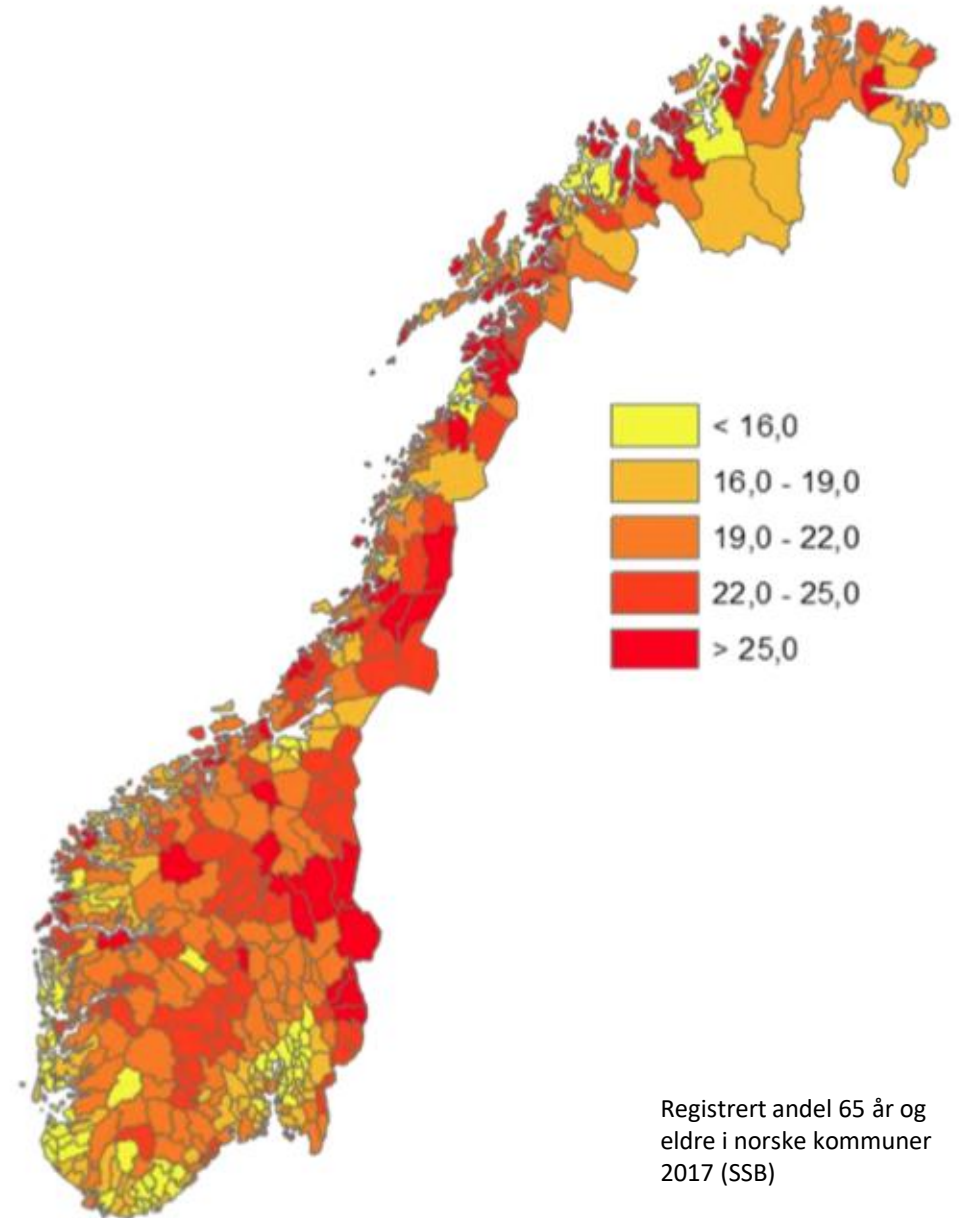 < 16,0
16,0 - 19,0
19,0 - 22,0
22,0 - 25,0
> 25,0
Registrert andel 65 år og
eldre i norske kommuner
2017 (SSB)